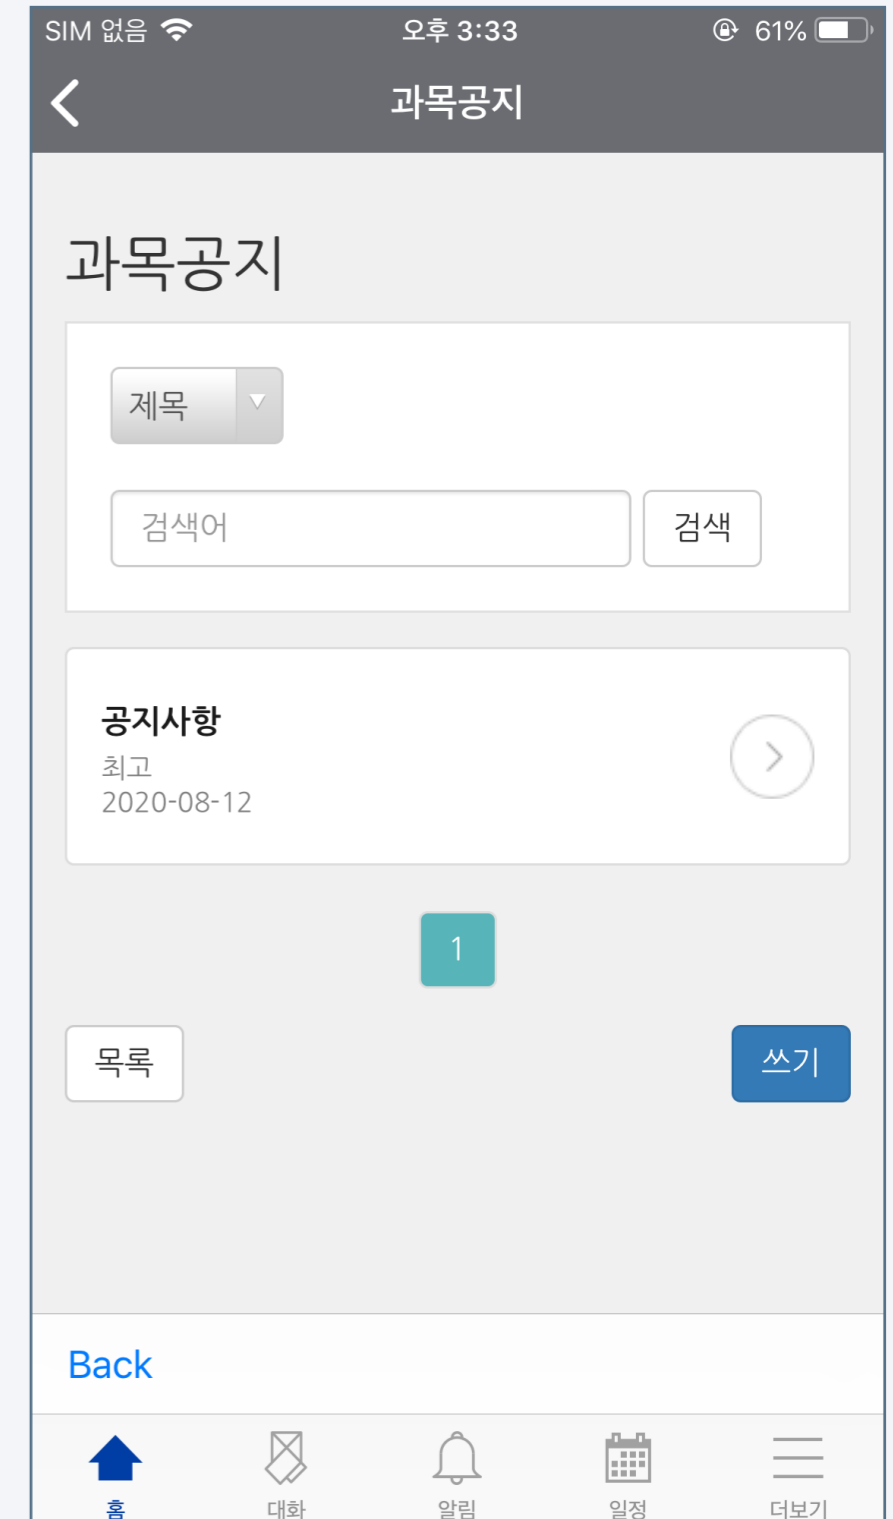 SIM 없음 오후 3:33 61%
과목공지
과목공지
제목
검색어 검색
공지사항
최고
2020-08-12
1
목록 쓰기
Back
홈 대화 알림 일정 더보기